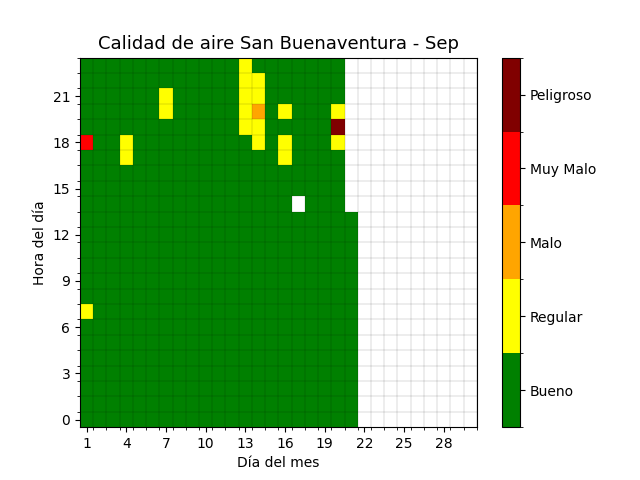 Calidad de aire San Buenaventura - Sep
Hora del día
21
18
15
12
9
6
3
0
1 4 7 10 13 16 19 22 25 28
Día del mes
Peligroso
Muy Malo
Malo
Regular
Bueno